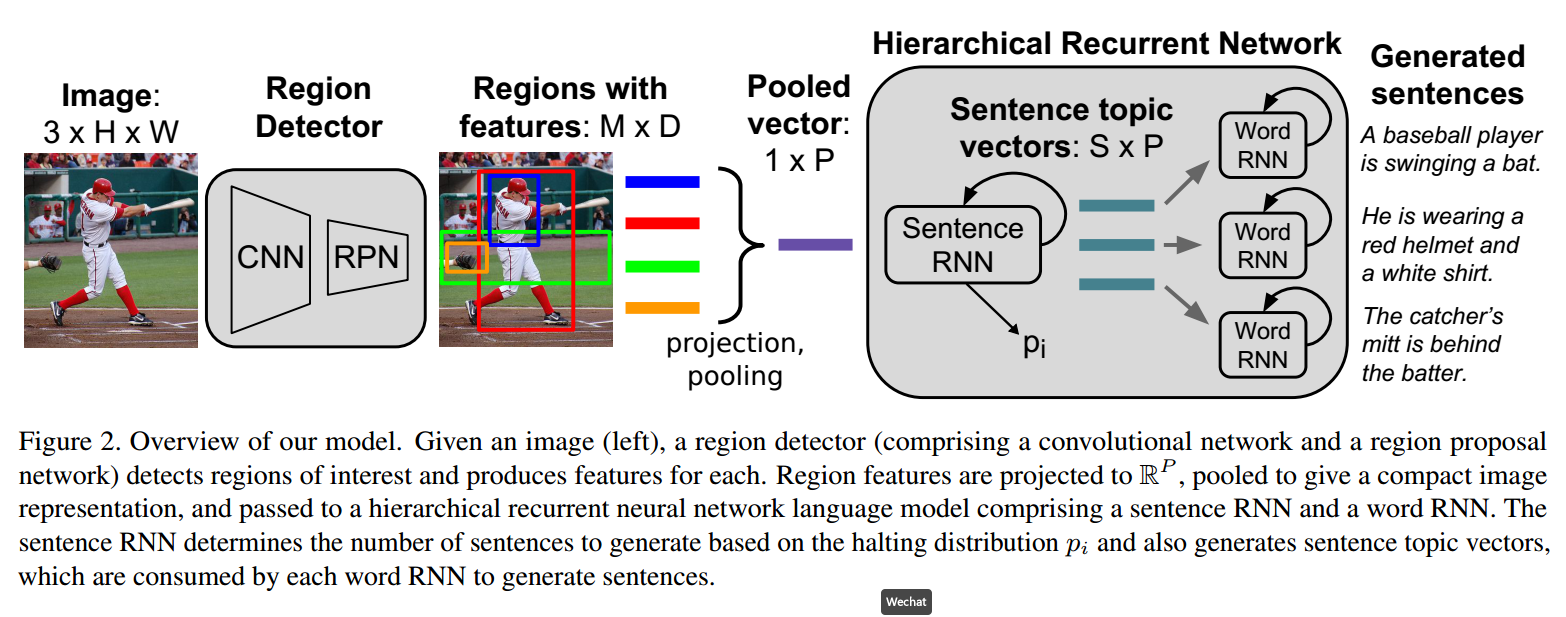 Image:
3 x H x W
Region
Detector
CNN
RPN
Regions with
features: M x D
projection,
pooling
Pooled
vector:
1 x P
Hierarchical Recurrent Network
Sentence topic
vectors: S x P
Sentence
RNN
pi
Word
RNN
Word
RNN
Word
RNN
Generated
sentences
A baseball player
is swinging a bat.
He is wearing a
red helmet and
a white shirt.
The catcher's
mitt is behind
the batter.
Figure 2. Overview of our model. Given an image (left), a region detector (comprising a convolutional network and a region proposal
network) detects regions of interest and produces features for each. Region features are projected to ℝᴾ, pooled to give a compact image
representation, and passed to a hierarchical recurrent neural network language model comprising a sentence RNN and a word RNN. The
sentence RNN determines the number of sentences to generate based on the halting distribution pi and also generates sentence topic vectors,
which are consumed by each word RNN to generate sentences.
Wechat